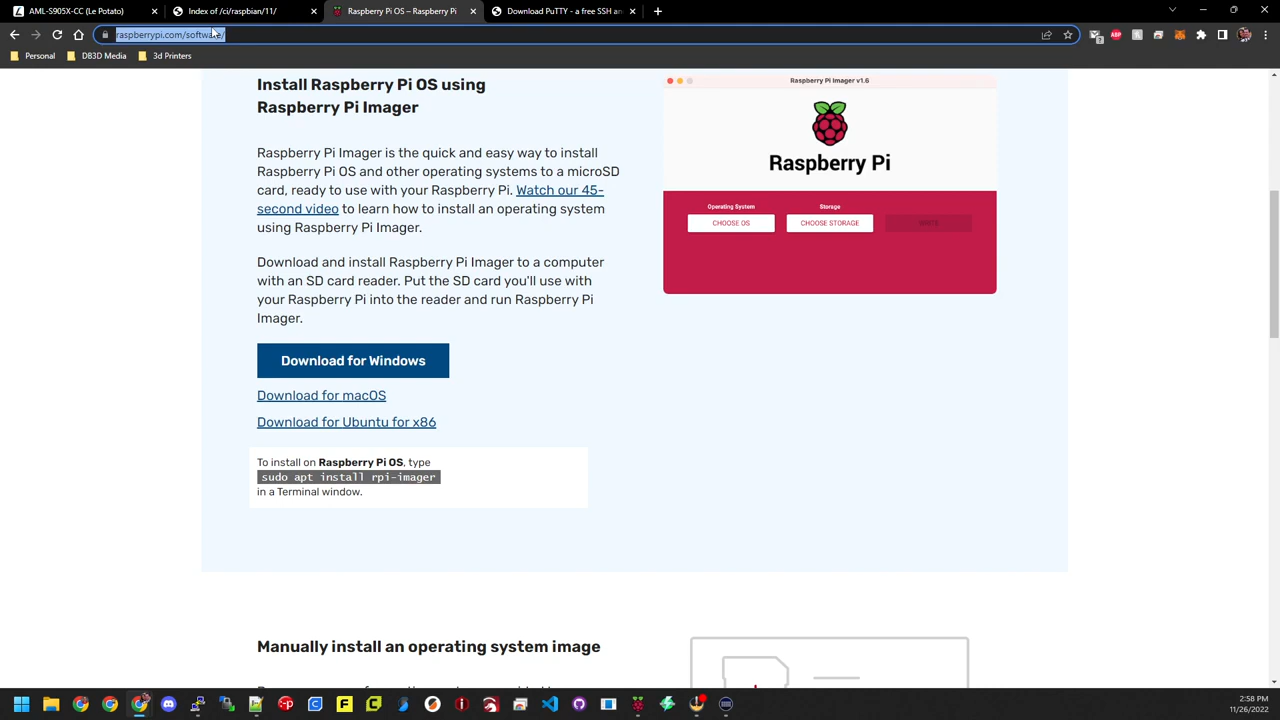 AML-S905X-CC (Le Potato)
Index of /ci/raspbian/11/
Raspberry Pi OS – Raspberry Pi
Download PuTTY - a free SSH and
raspberrypi.com/software/
Personal
DB3D Media
3d Printers
Install Raspberry Pi OS using
Raspberry Pi Imager
Raspberry Pi Imager is the quick and easy way to install
Raspberry Pi OS and other operating systems to a microSD
card, ready to use with your Raspberry Pi. Watch our 45-
second video to learn how to install an operating system
using Raspberry Pi Imager.
Download and install Raspberry Pi Imager to a computer
with an SD card reader. Put the SD card you'll use with
your Raspberry Pi into the reader and run Raspberry Pi
Imager.
Download for Windows
Download for macOS
Download for Ubuntu for x86
To install on Raspberry Pi OS, type
sudo apt install rpi-imager
in a Terminal window.
Raspberry Pi Imager v1.6
Raspberry Pi
Operating System
Storage
CHOOSE OS
CHOOSE STORAGE
WRITE
Manually install an operating system image
2:58 PM
11/26/2022